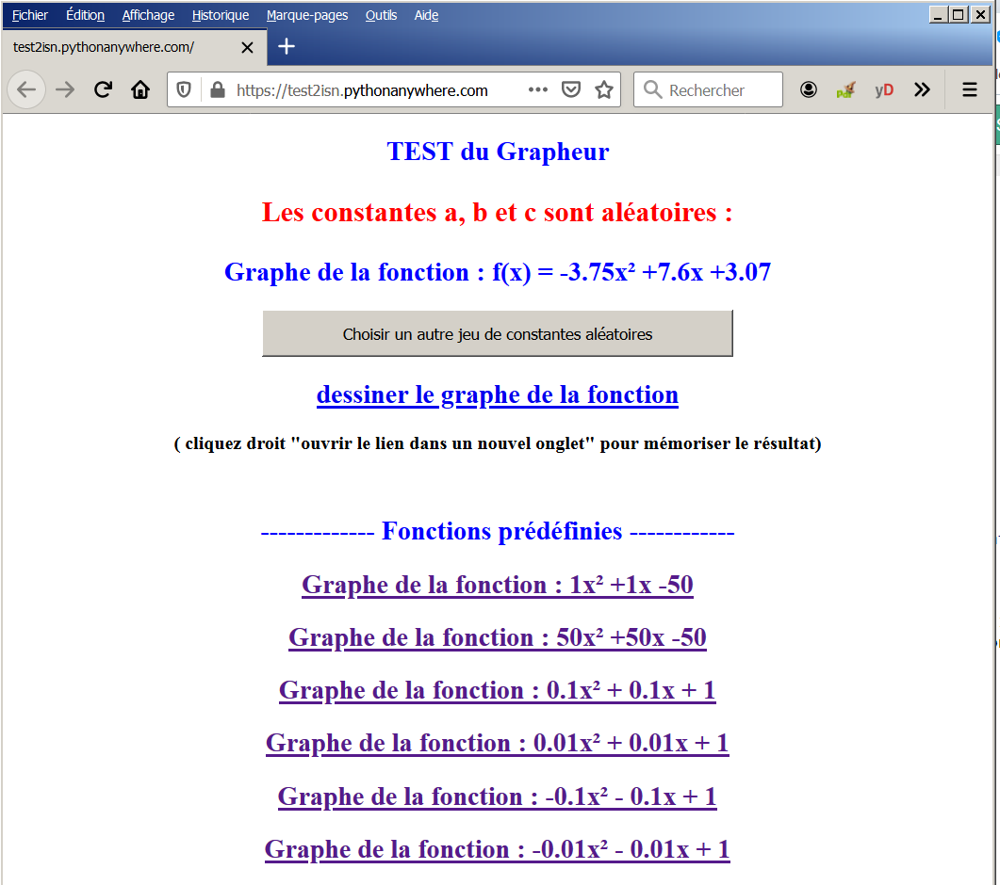 Fichier Édition Affichage Historique Marque-pages Outils Aide
test2isn.pythonanywhere.com/
https://test2isn.pythonanywhere.com Rechercher pdf yD
TEST du Grapheur
Les constantes a, b et c sont aléatoires :
Graphe de la fonction : f(x) = -3.75x² +7.6x +3.07
Choisir un autre jeu de constantes aléatoires
dessiner le graphe de la fonction
( cliquez droit "ouvrir le lien dans un nouvel onglet" pour mémoriser le résultat)
------------- Fonctions prédéfinies ------------
Graphe de la fonction : 1x² +1x -50
Graphe de la fonction : 50x² +50x -50
Graphe de la fonction : 0.1x² + 0.1x + 1
Graphe de la fonction : 0.01x² + 0.01x + 1
Graphe de la fonction : -0.1x² - 0.1x + 1
Graphe de la fonction : -0.01x² - 0.01x + 1